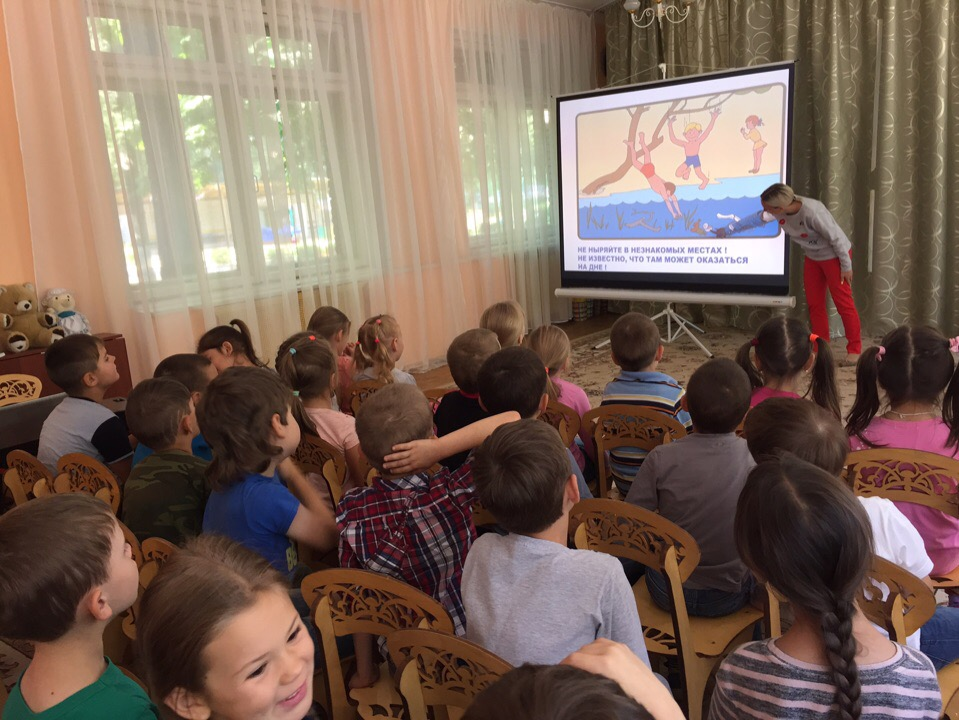 НЕ НЫРЯЙТЕ В НЕЗНАКОМЫХ МЕСТАХ !
НЕ ИЗВЕСТНО, ЧТО ТАМ МОЖЕТ ОКАЗАТЬСЯ
НА ДНЕ !